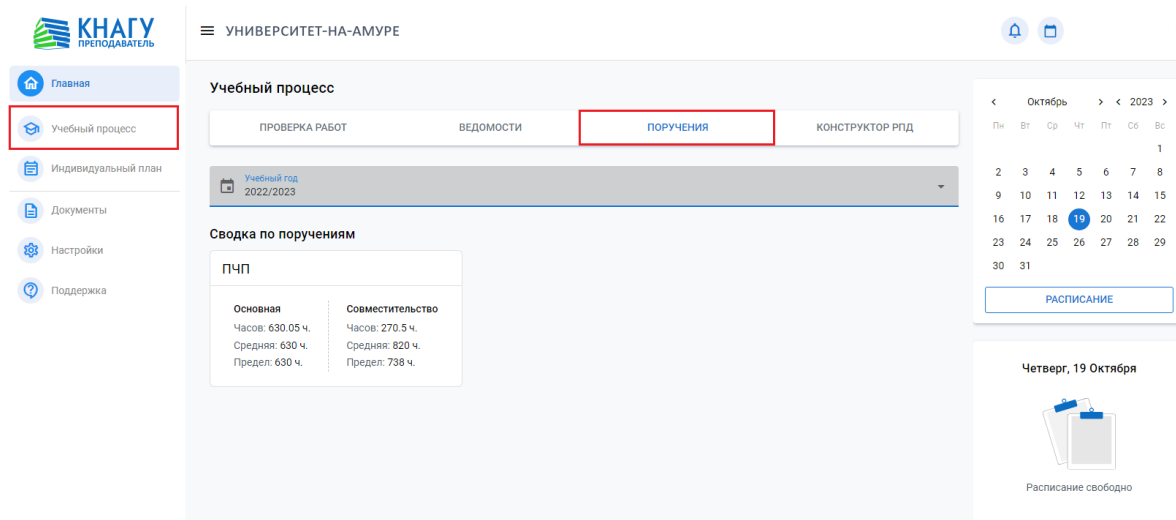 КНАГУ
ПРЕПОДАВАТЕЛЬ
УНИВЕРСИТЕТ-НА-АМУРЕ
Главная
Учебный процесс
Индивидуальный план
Документы
Настройки
Поддержка
Учебный процесс
ПРОВЕРКА РАБОТ ВЕДОМОСТИ ПОРУЧЕНИЯ КОНСТРУКТОР РПД
Учебный год
2022/2023
Сводка по поручениям
ПЧП
Основная
Часов: 630.05 ч.
Средняя: 630 ч.
Предел: 630 ч.
Совместительство
Часов: 270.5 ч.
Средняя: 820 ч.
Предел: 738 ч.
‹ Октябрь › ‹ 2023 ›
Пн Вт Ср Чт Пт Сб Вс
1
2 3 4 5 6 7 8
9 10 11 12 13 14 15
16 17 18 19 20 21 22
23 24 25 26 27 28 29
30 31
РАСПИСАНИЕ
Четверг, 19 Октября
Расписание свободно